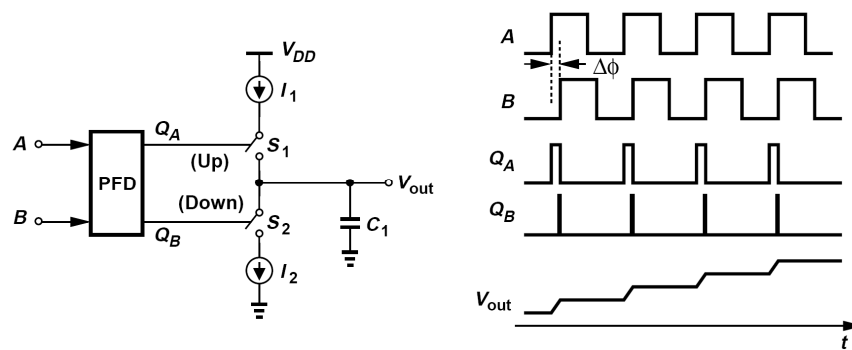 V_DD
I_1
A
Q_A
S_1
(Up)
PFD
V_out
(Down)
B
S_2
C_1
Q_B
I_2
A
Δϕ
B
Q_A
Q_B
V_out
t